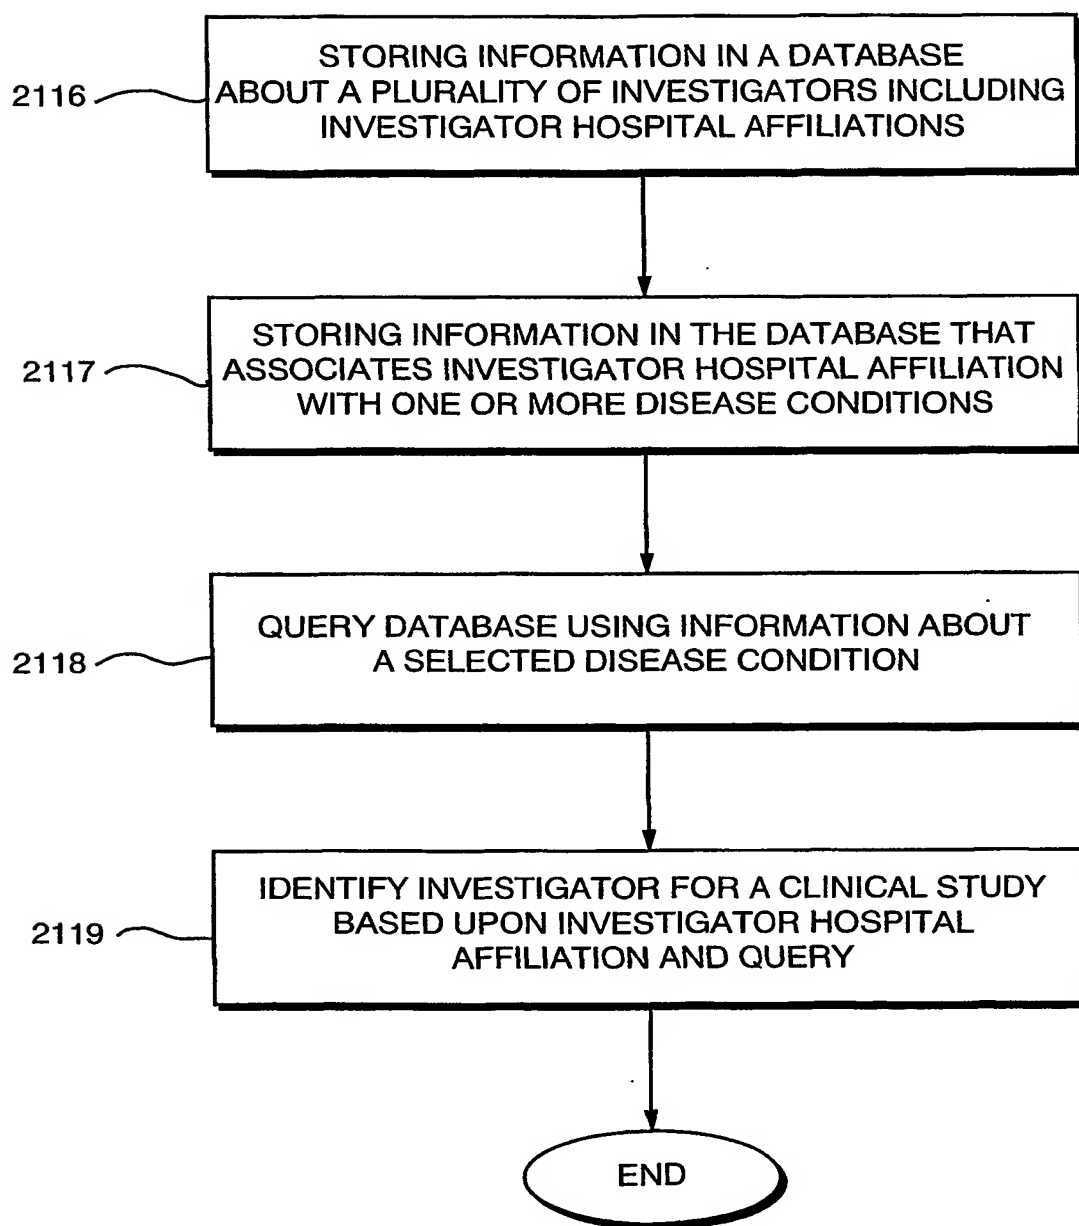 2116
STORING INFORMATION IN A DATABASE
ABOUT A PLURALITY OF INVESTIGATORS INCLUDING
INVESTIGATOR HOSPITAL AFFILIATIONS
2117
STORING INFORMATION IN THE DATABASE THAT
ASSOCIATES INVESTIGATOR HOSPITAL AFFILIATION
WITH ONE OR MORE DISEASE CONDITIONS
2118
QUERY DATABASE USING INFORMATION ABOUT
A SELECTED DISEASE CONDITION
2119
IDENTIFY INVESTIGATOR FOR A CLINICAL STUDY
BASED UPON INVESTIGATOR HOSPITAL
AFFILIATION AND QUERY
END